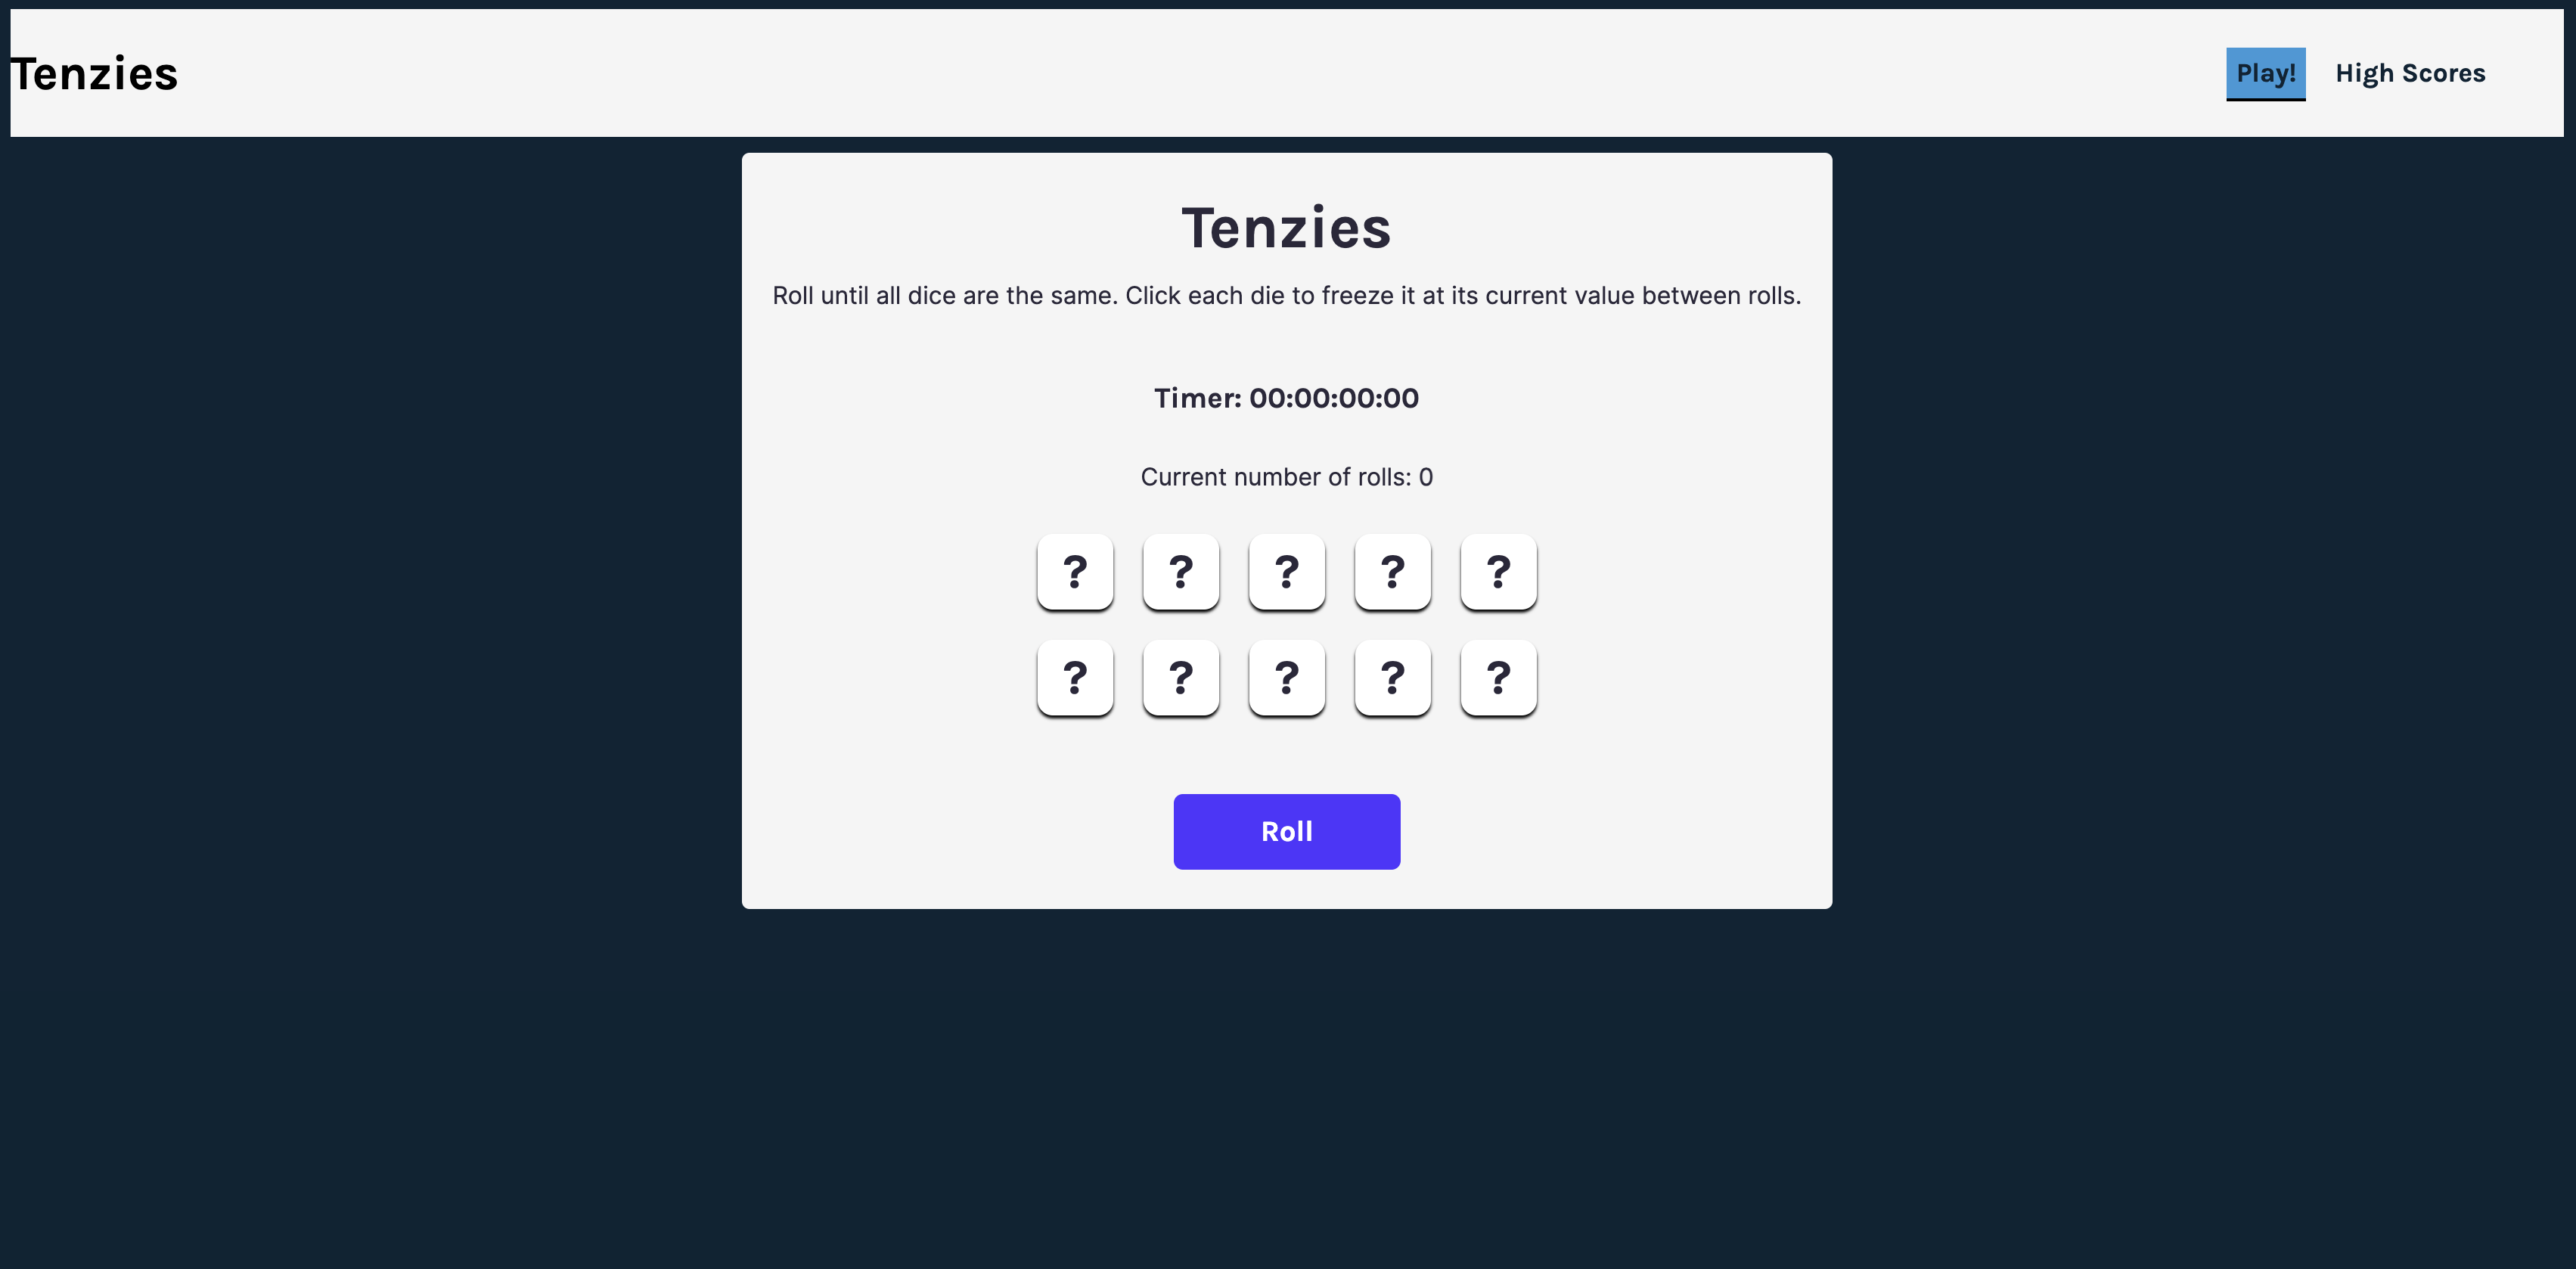 Tenzies
Play! High Scores
Tenzies
Roll until all dice are the same. Click each die to freeze it at its current value between rolls.
Timer: 00:00:00:00
Current number of rolls: 0
? ? ? ? ?
? ? ? ? ?
Roll